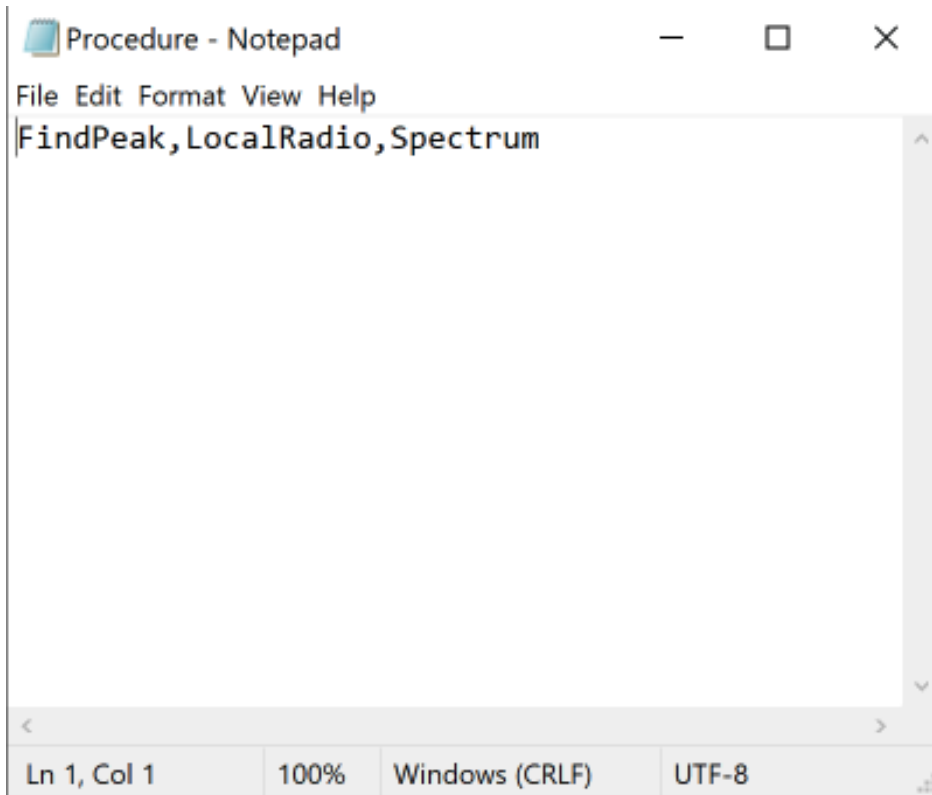 Procedure - Notepad
File Edit Format View Help
FindPeak,LocalRadio,Spectrum
Ln 1, Col 1 100% Windows (CRLF) UTF-8